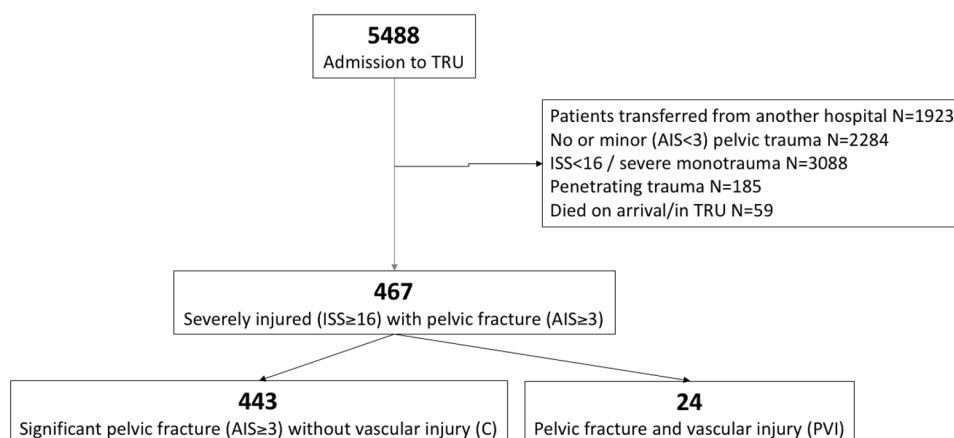 5488
Admission to TRU
Patients transferred from another hospital N=1923
No or minor (AIS<3) pelvic trauma N=2284
ISS<16 / severe monotrauma N=3088
Penetrating trauma N=185
Died on arrival/in TRU N=59
467
Severely injured (ISS≥16) with pelvic fracture (AIS≥3)
443
Significant pelvic fracture (AIS≥3) without vascular injury (C)
24
Pelvic fracture and vascular injury (PVI)